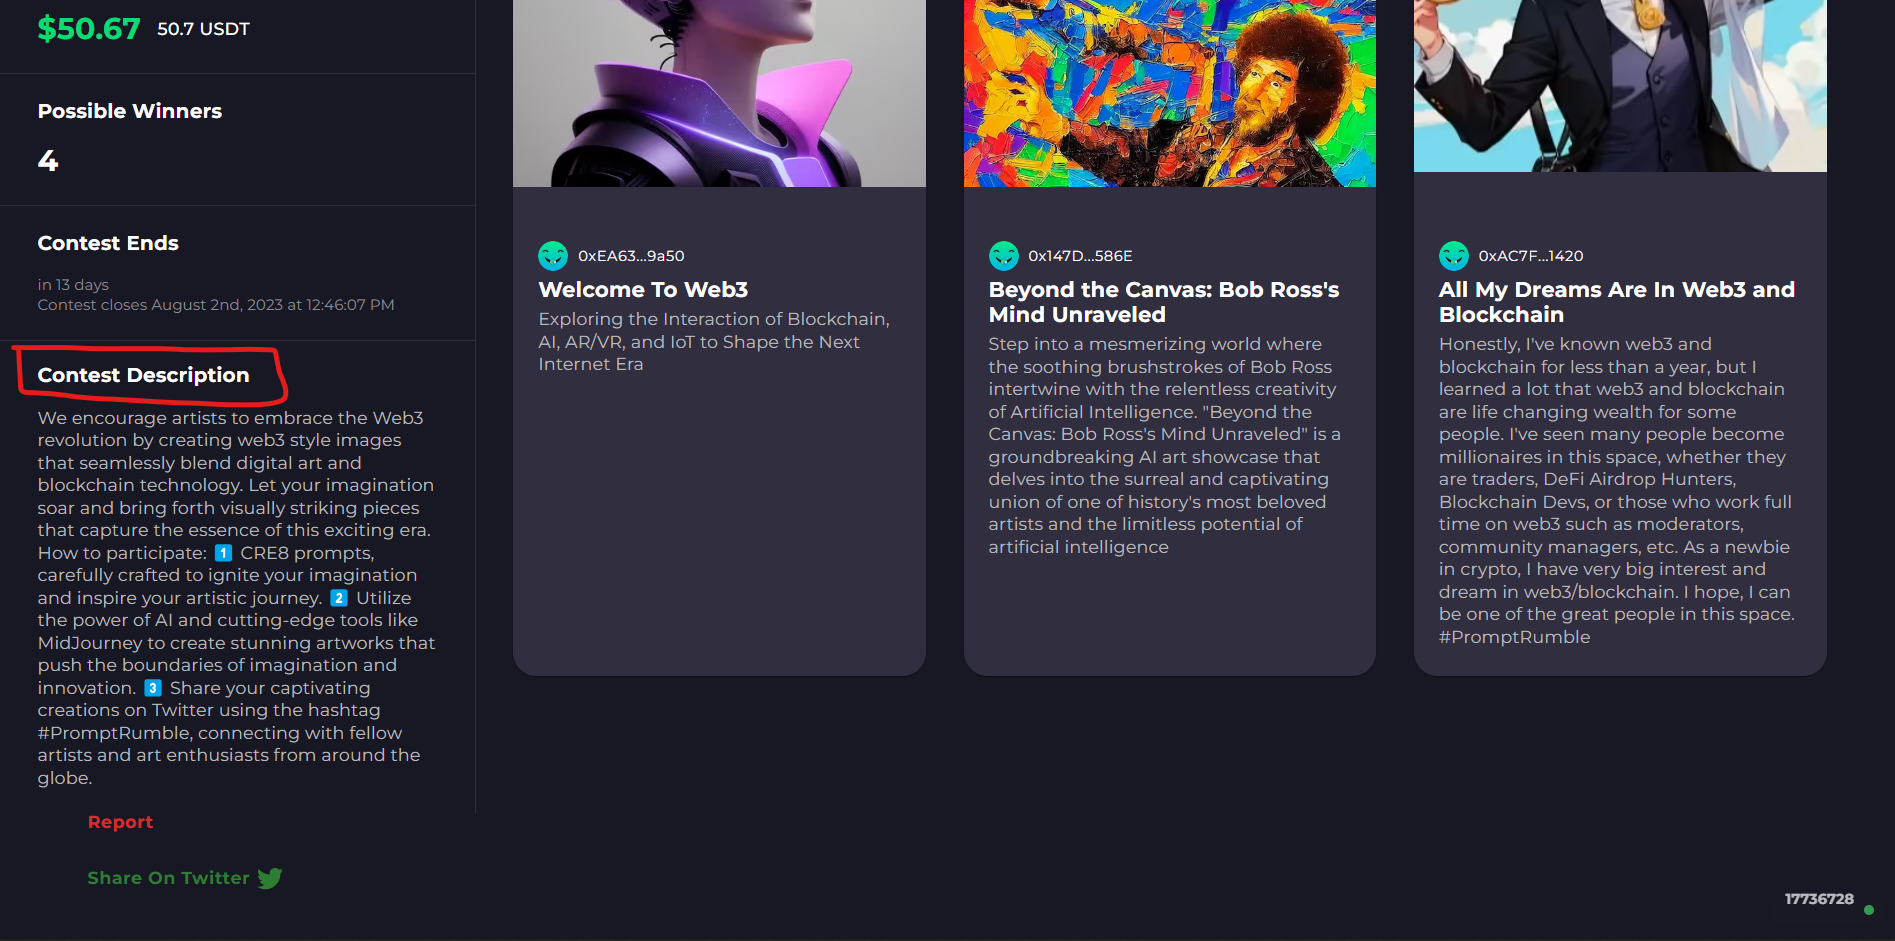 $50.67 50.7 USDT
Possible Winners
4
Contest Ends
in 13 days
Contest closes August 2nd, 2023 at 12:46:07 PM
Contest Description
We encourage artists to embrace the Web3
revolution by creating web3 style images
that seamlessly blend digital art and
blockchain technology. Let your imagination
soar and bring forth visually striking pieces
that capture the essence of this exciting era.
How to participate: 1️⃣ CRE8 prompts,
carefully crafted to ignite your imagination
and inspire your artistic journey. 2️⃣ Utilize
the power of AI and cutting-edge tools like
MidJourney to create stunning artworks that
push the boundaries of imagination and
innovation. 3️⃣ Share your captivating
creations on Twitter using the hashtag
#PromptRumble, connecting with fellow
artists and art enthusiasts from around the
globe.
Report
Share On Twitter
0xEA63...9a50
Welcome To Web3
Exploring the Interaction of Blockchain,
AI, AR/VR, and IoT to Shape the Next
Internet Era
0x147D...586E
Beyond the Canvas: Bob Ross's
Mind Unraveled
Step into a mesmerizing world where
the soothing brushstrokes of Bob Ross
intertwine with the relentless creativity
of Artificial Intelligence. "Beyond the
Canvas: Bob Ross's Mind Unraveled" is a
groundbreaking AI art showcase that
delves into the surreal and captivating
union of one of history's most beloved
artists and the limitless potential of
artificial intelligence
0xAC7F...1420
All My Dreams Are In Web3 and
Blockchain
Honestly, I've known web3 and
blockchain for less than a year, but I
learned a lot that web3 and blockchain
are life changing wealth for some
people. I've seen many people become
millionaires in this space, whether they
are traders, DeFi Airdrop Hunters,
Blockchain Devs, or those who work full
time on web3 such as moderators,
community managers, etc. As a newbie
in crypto, I have very big interest and
dream in web3/blockchain. I hope, I can
be one of the great people in this space.
#PromptRumble
17736728